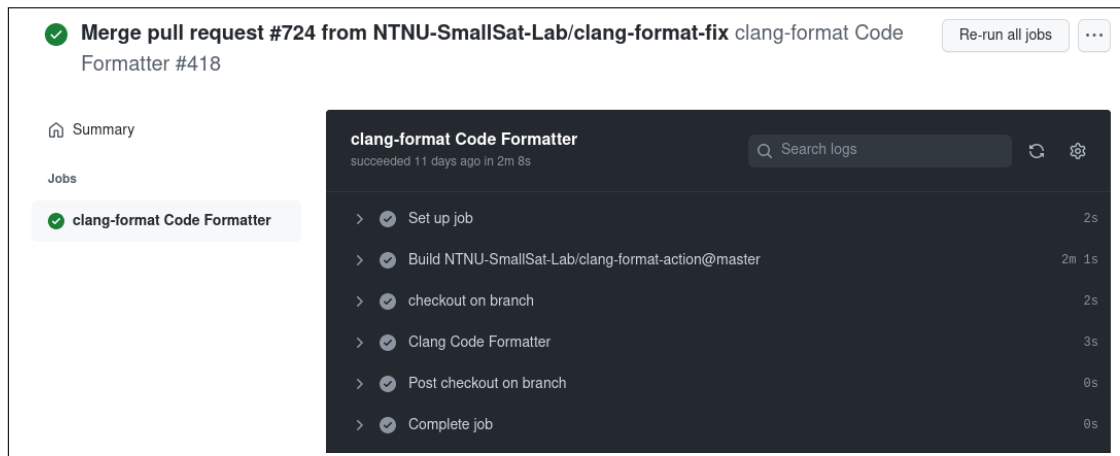 Merge pull request #724 from NTNU-SmallSat-Lab/clang-format-fix clang-format Code
Formatter #418
Re-run all jobs
...
Summary
Jobs
clang-format Code Formatter
clang-format Code Formatter
succeeded 11 days ago in 2m 8s
Search logs
Set up job 2s
Build NTNU-SmallSat-Lab/clang-format-action@master 2m 1s
checkout on branch 2s
Clang Code Formatter 3s
Post checkout on branch 0s
Complete job 0s